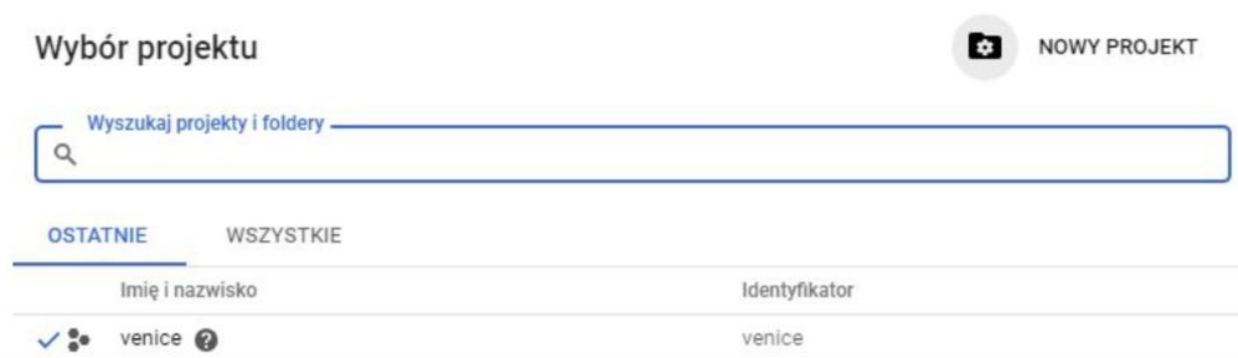 Wybór projektu
NOWY PROJEKT
Wyszukaj projekty i foldery
OSTATNIE WSZYSTKIE
Imię i nazwisko Identyfikator
venice venice